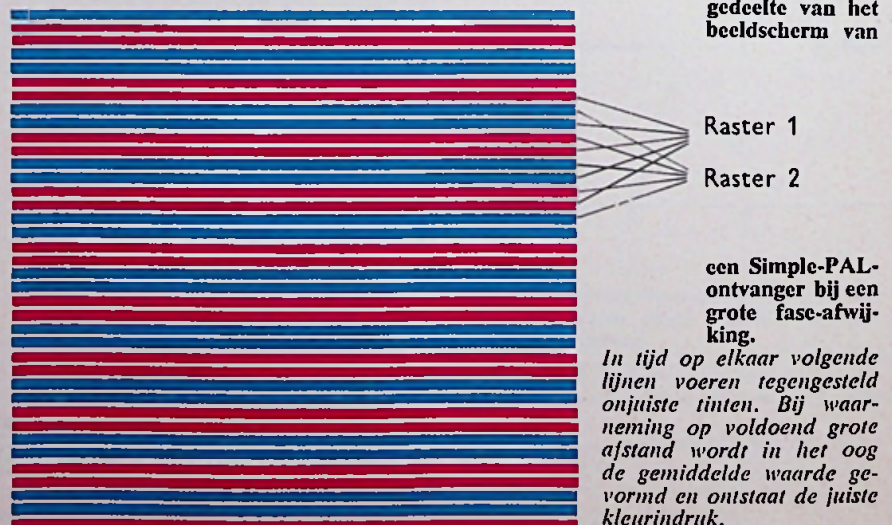 gedeelte van het
beeldscherm van
Raster 1
Raster 2
een Simple-PAL-
ontvanger bij een
grote fase-afwij-
king.
In tijd op elkaar volgende
lijnen voeren tegengesteld
onjuiste tinten. Bij waar-
neming op voldoend grote
afstand wordt in het oog
de gemiddelde waarde ge-
vormd en ontstaat de juiste
kleurindruk.